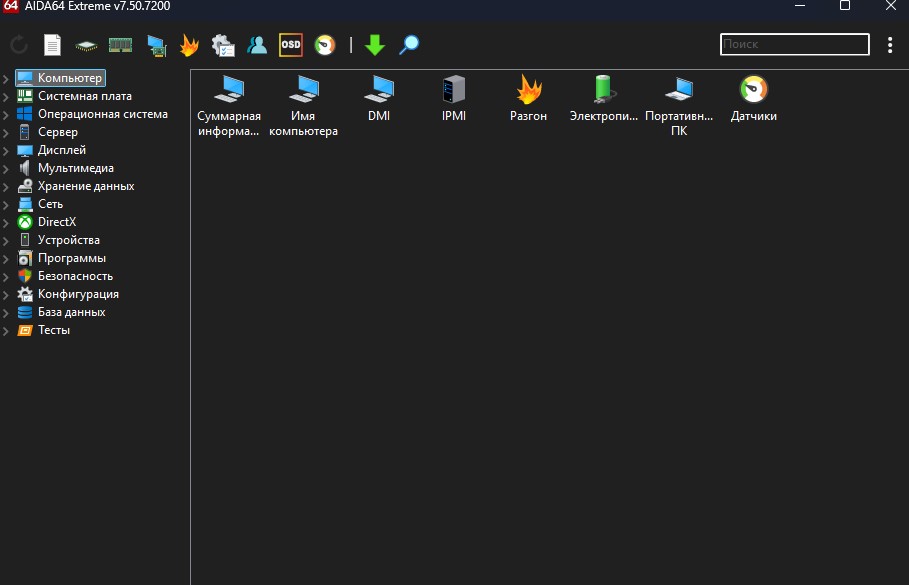 64 AIDA64 Extreme v7.50.7200
OSD
Поиск
Компьютер
Системная плата
Операционная система
Сервер
Дисплей
Мультимедиа
Хранение данных
Сеть
DirectX
Устройства
Программы
Безопасность
Конфигурация
База данных
Тесты
Суммарная
информа...
Имя
компьютера
DMI
IPMI
Разгон
Электропи...
Портативн...
ПК
Датчики